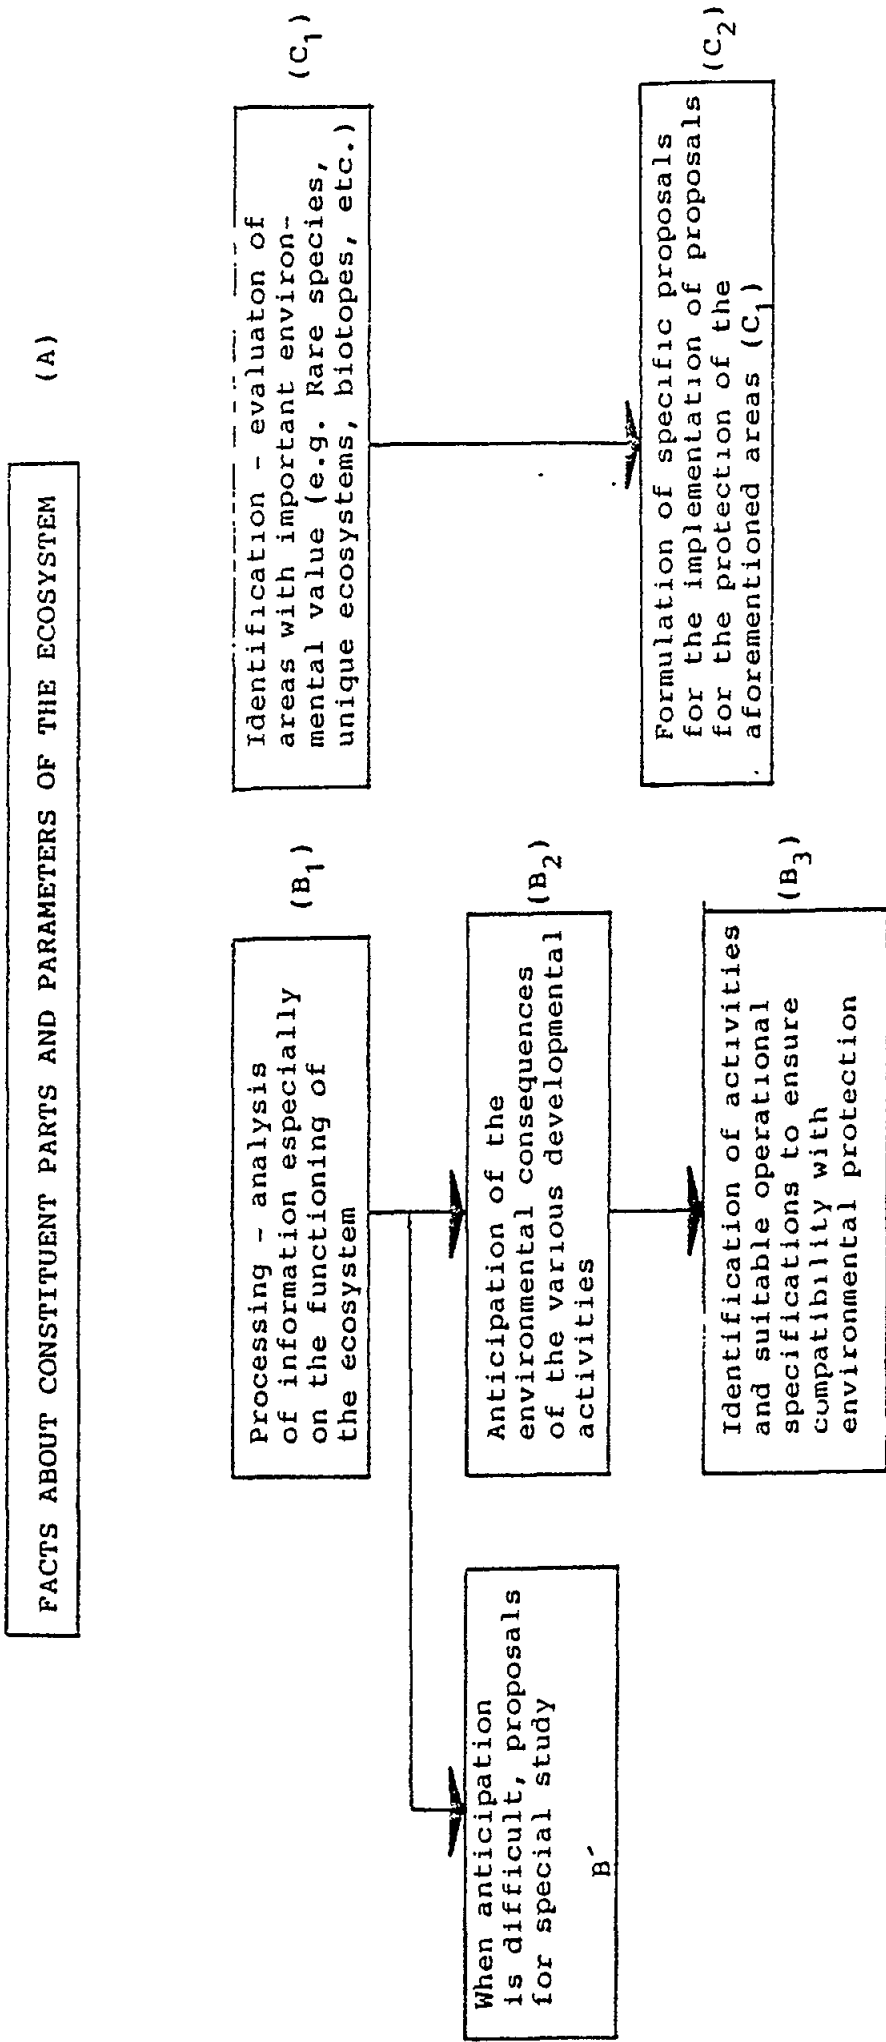 FACTS ABOUT CONSTITUENT PARTS AND PARAMETERS OF THE ECOSYSTEM (A)
Processing - analysis
of information especially
on the functioning of
the ecosystem
(B1)
Identification - evaluaton of
areas with important environ-
mental value (e.g. Rare species,
unique ecosystems, biotopes, etc.)
(C1)
When anticipation
is difficult, proposals
for special study
B´
Anticipation of the
environmental consequences
of the various developmental
activities
(B2)
Formulation of specific proposals
for the implementation of proposals
for the protection of the
aforementioned areas (C1)
(C2)
Identification of activities
and suitable operational
specifications to ensure
compatibility with
environmental protection
(B3)